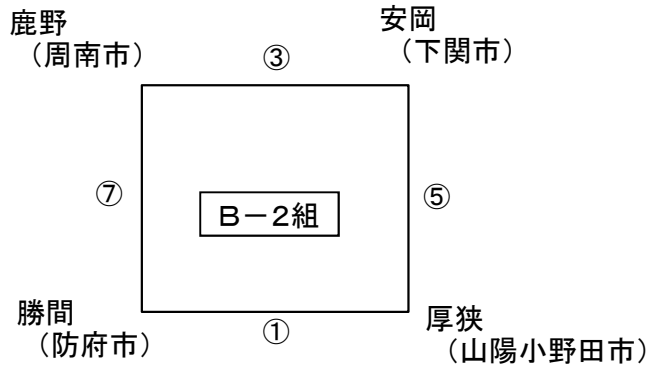 鹿野
（周南市）
安岡
（下関市）
③
⑦
B－2組
⑤
勝間
（防府市）
①
厚狭
（山陽小野田市）